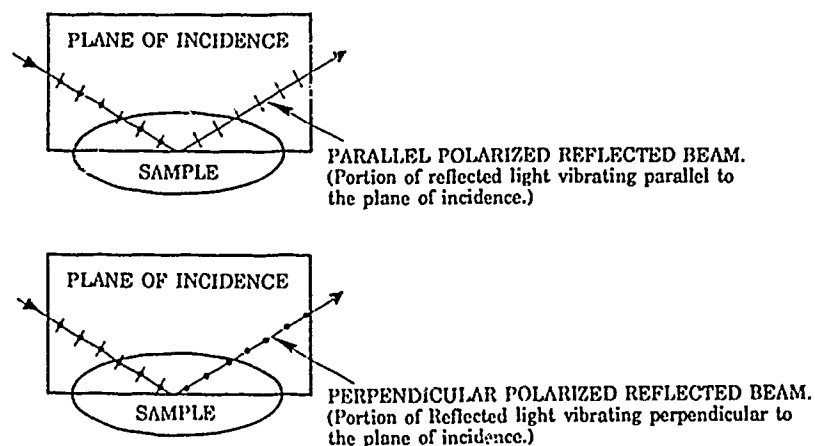 PLANE OF INCIDENCE
SAMPLE
PARALLEL POLARIZED REFLECTED BEAM.
(Portion of reflected light vibrating parallel to
the plane of incidence.)
PLANE OF INCIDENCE
SAMPLE
PERPENDICULAR POLARIZED REFLECTED BEAM.
(Portion of Reflected light vibrating perpendicular to
the plane of incidence.)